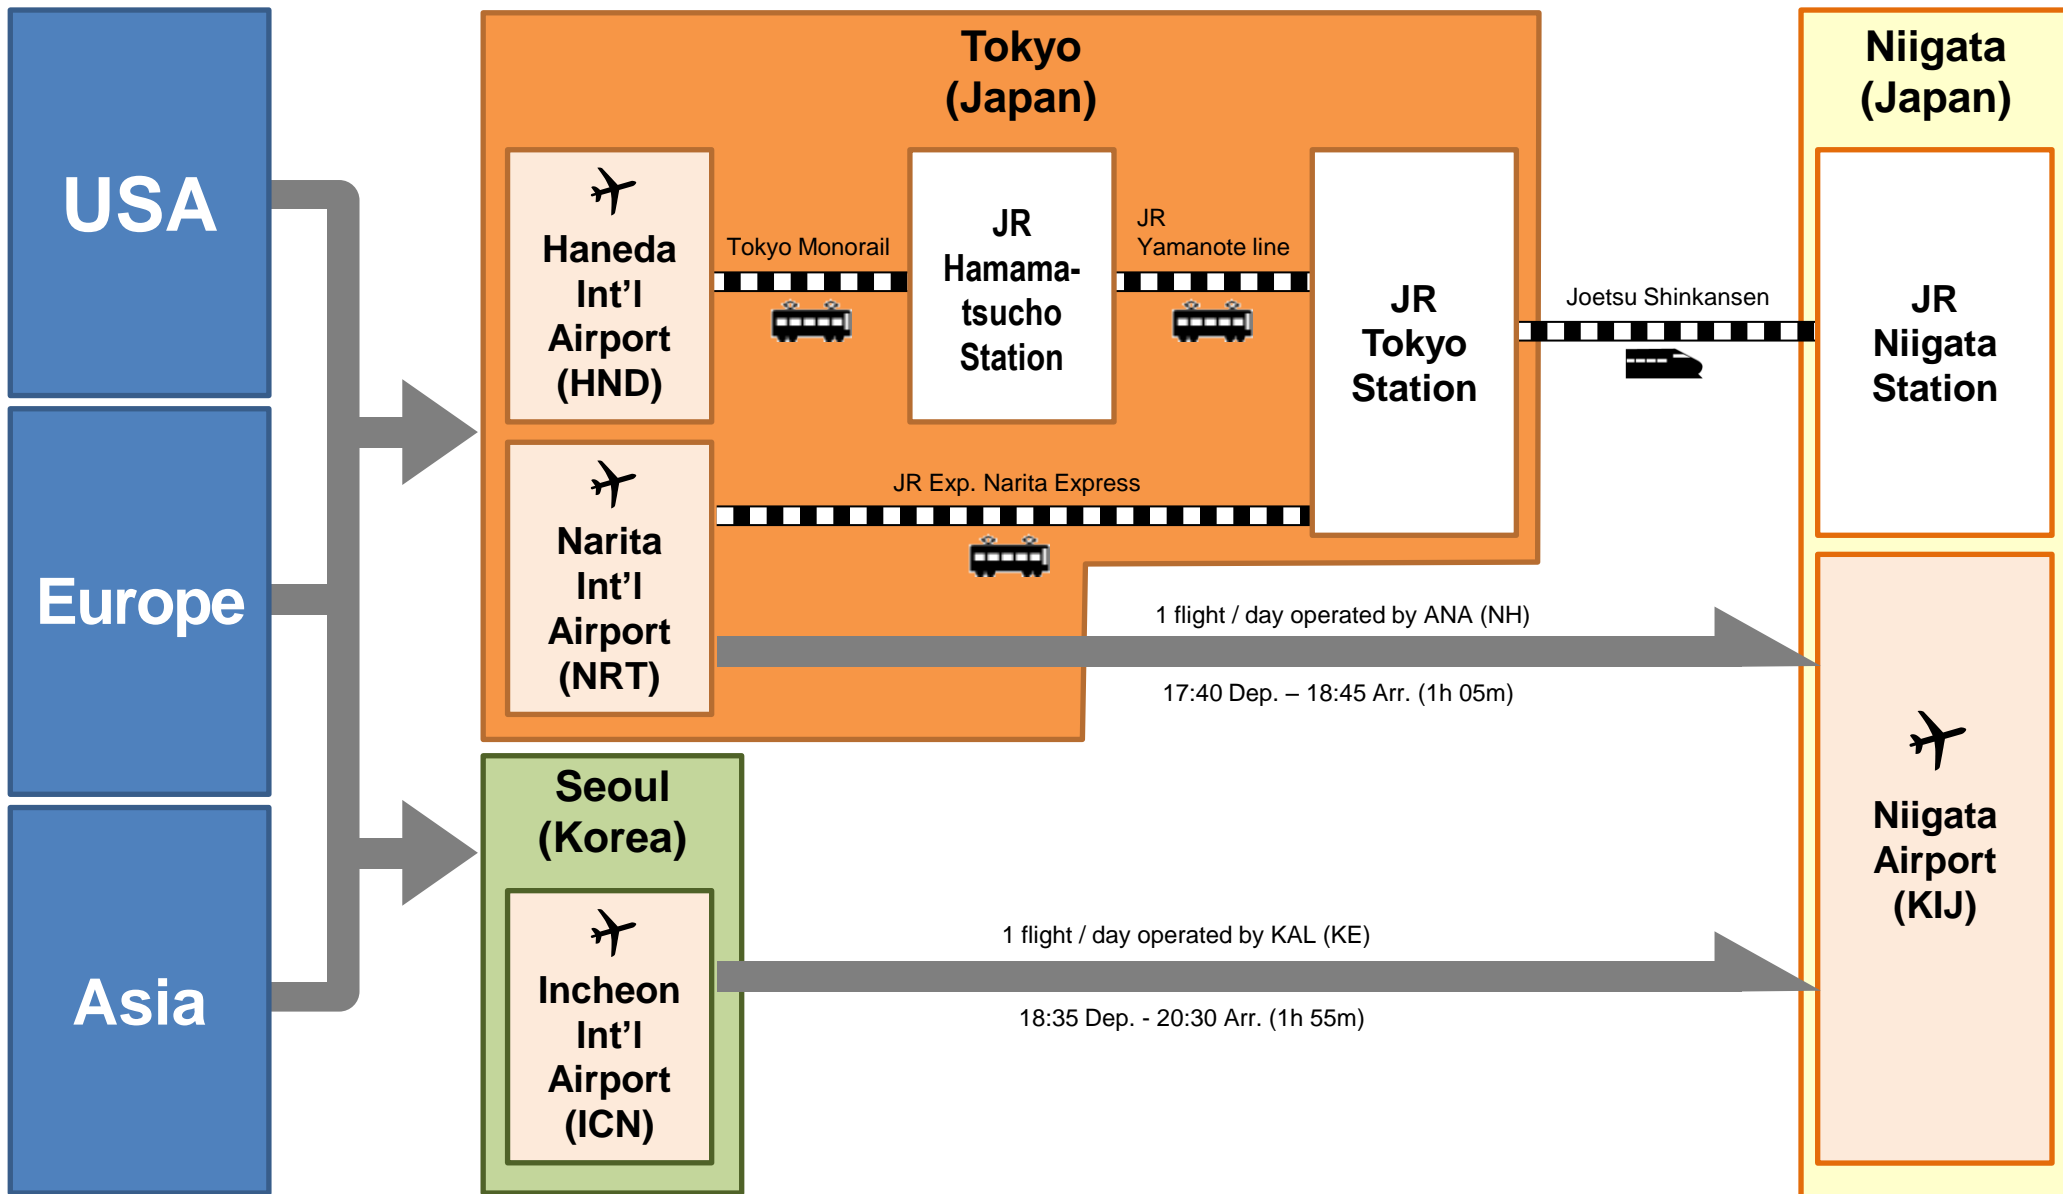 USA
Europe
Asia
Tokyo
(Japan)
Haneda
Int’l
Airport
(HND)
Tokyo Monorail
JR
Hamama-
tsucho
Station
JR
Yamanote line
JR
Tokyo
Station
Narita
Int’l
Airport
(NRT)
JR Exp. Narita Express
Joetsu Shinkansen
1 flight / day operated by ANA (NH)
17:40 Dep. – 18:45 Arr. (1h 05m)
Seoul
(Korea)
Incheon
Int’l
Airport
(ICN)
1 flight / day operated by KAL (KE)
18:35 Dep. - 20:30 Arr. (1h 55m)
Niigata
(Japan)
JR
Niigata
Station
Niigata
Airport
(KIJ)